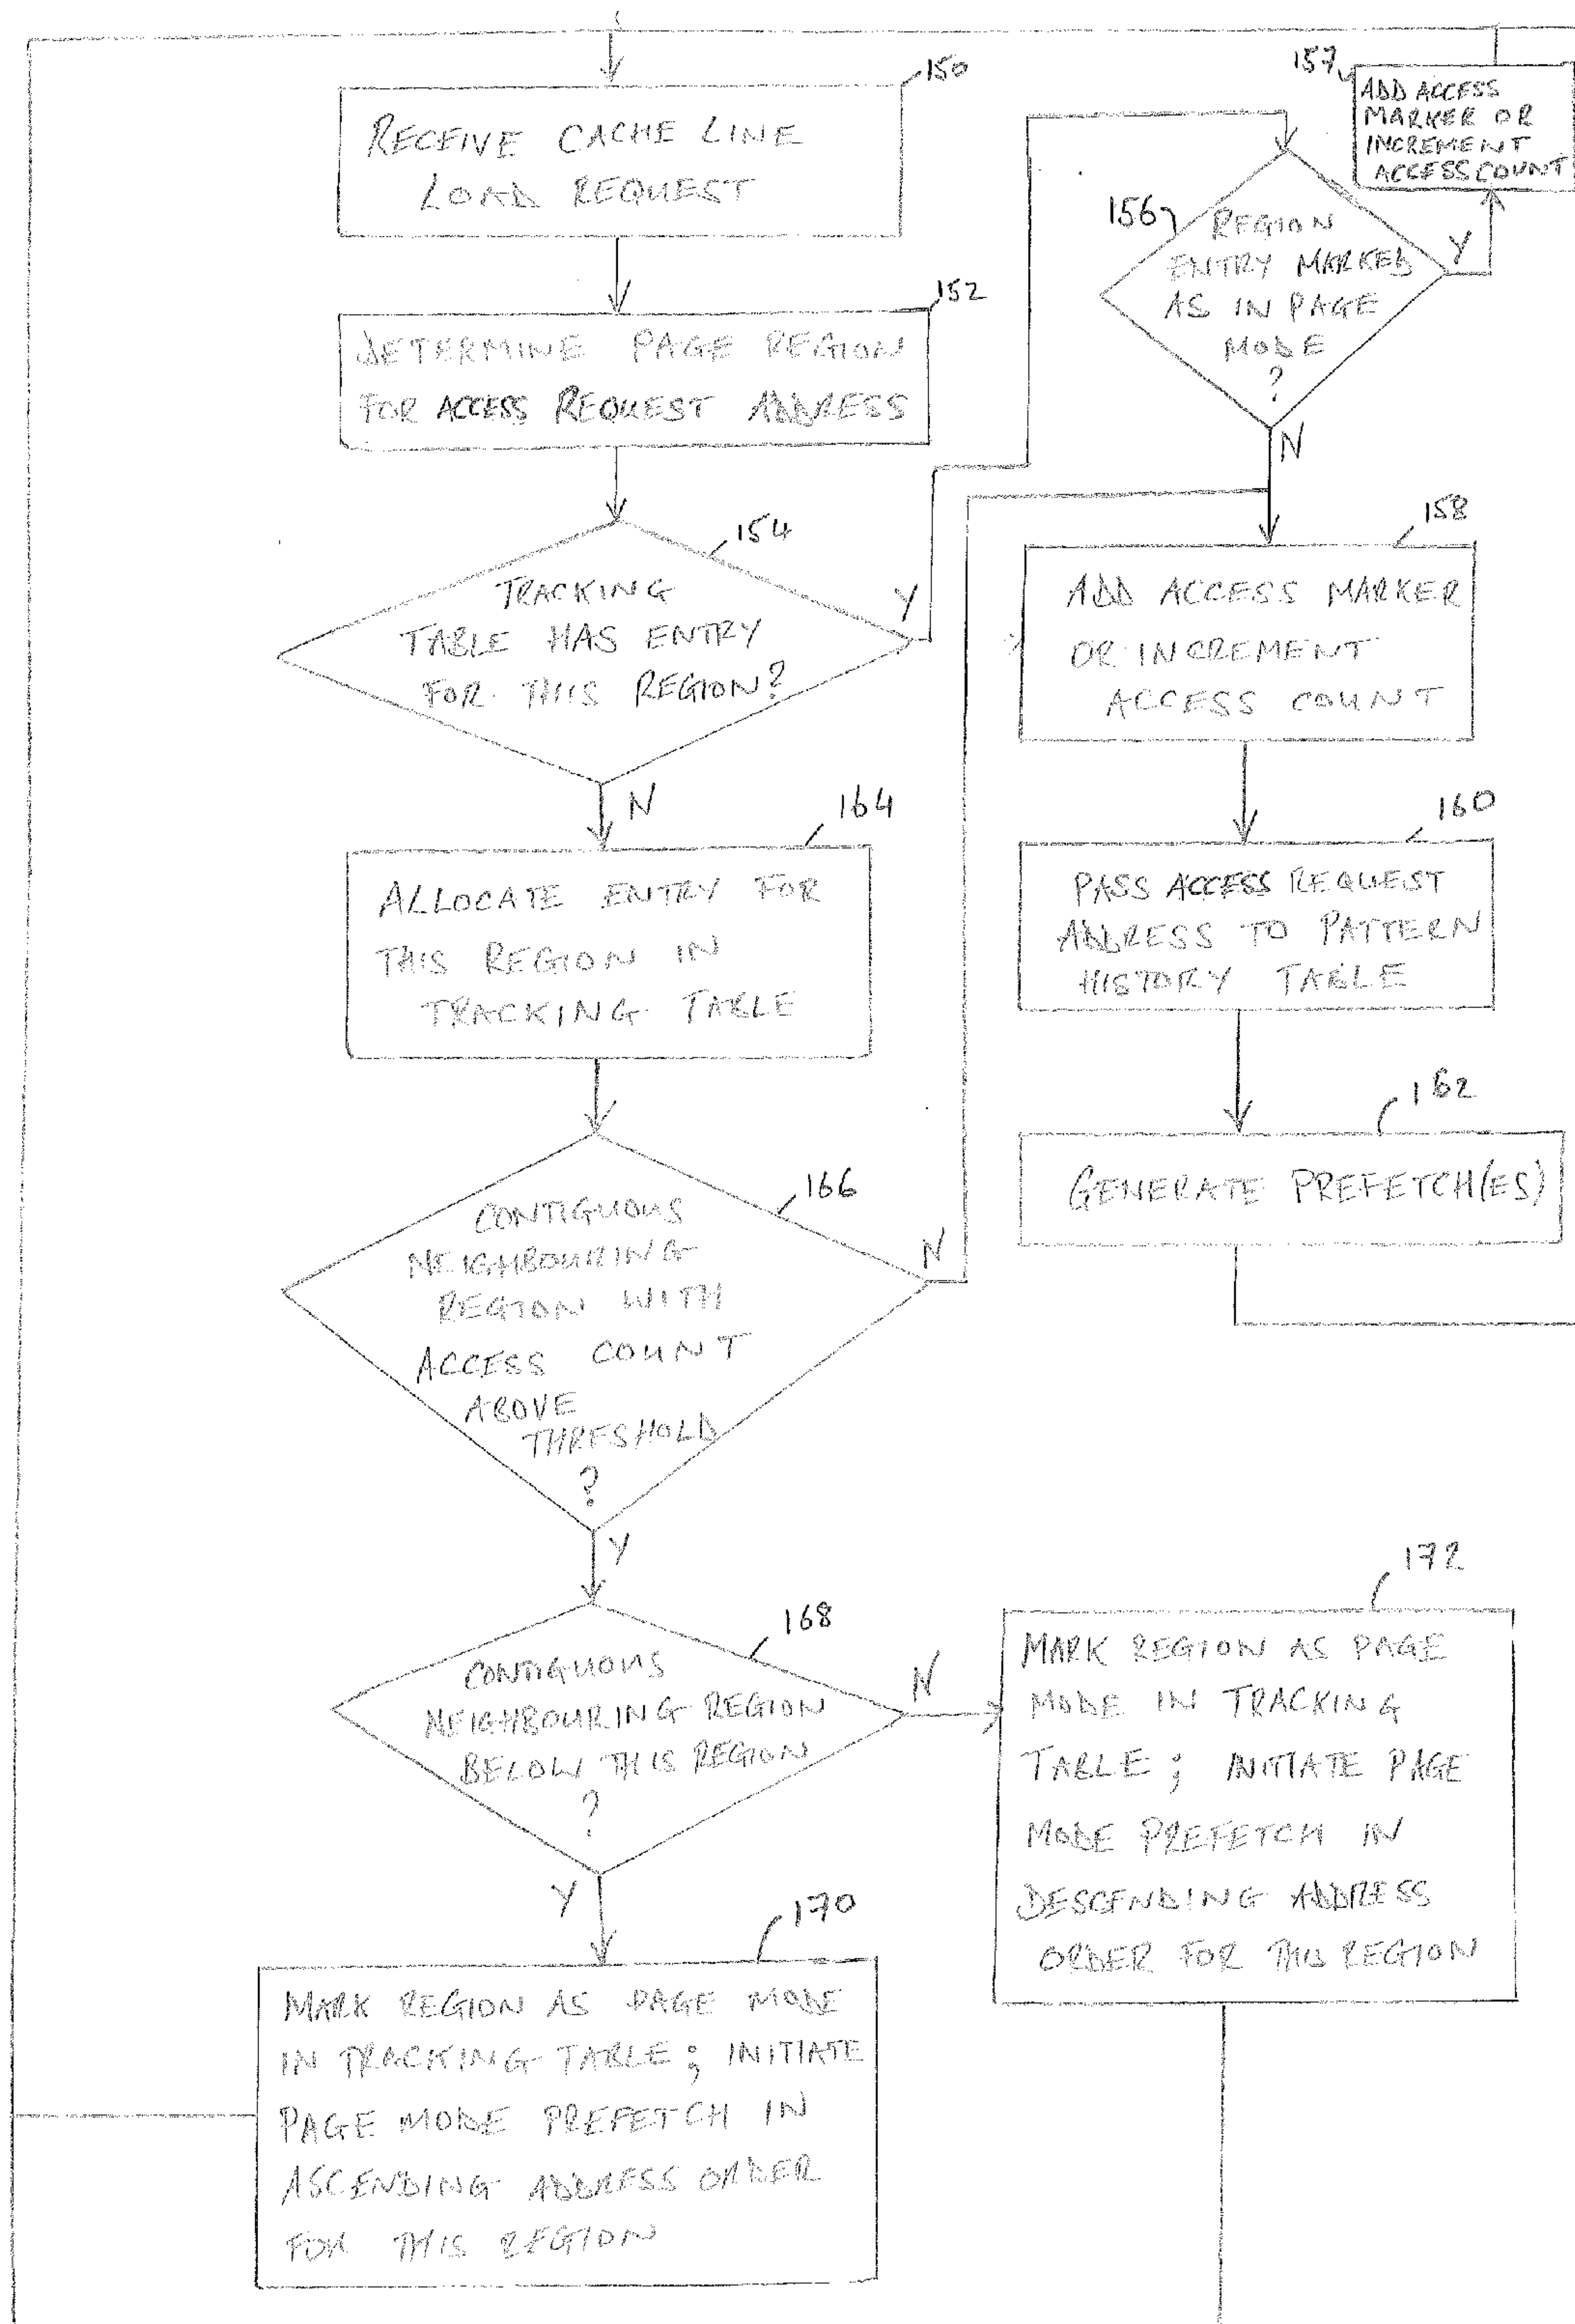 150
RECEIVE CACHE LINE
LOAD REQUEST
152
DETERMINE PAGE REGION
FOR ACCESS REQUEST ADDRESS
154
TRACKING
TABLE HAS ENTRY
FOR THIS REGION?
Y
N
164
ALLOCATE ENTRY FOR
THIS REGION IN
TRACKING TABLE
166
CONTIGUOUS
NEIGHBOURING
REGION WITH
ACCESS COUNT
ABOVE
THRESHOLD
?
N
Y
168
CONTIGUOUS
NEIGHBOURING REGION
BELOW THIS REGION
?
N
Y
170
MARK REGION AS PAGE MODE
IN TRACKING TABLE; INITIATE
PAGE MODE PREFETCH IN
ASCENDING ADDRESS ORDER
FOR THIS REGION
157
ADD ACCESS
MARKER OR
INCREMENT
ACCESS COUNT
156
REGION
ENTRY MARKED
AS IN PAGE
MODE
?
Y
N
158
ADD ACCESS MARKER
OR INCREMENT
ACCESS COUNT
160
PASS ACCESS REQUEST
ADDRESS TO PATTERN
HISTORY TABLE
162
GENERATE PREFETCH(ES)
172
MARK REGION AS PAGE
MODE IN TRACKING
TABLE; INITIATE PAGE
MODE PREFETCH IN
DESCENDING ADDRESS
ORDER FOR THIS REGION